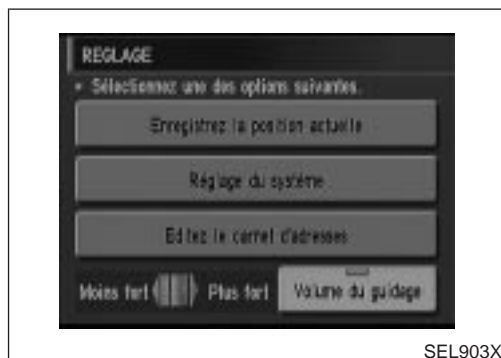 REGLAGE
• Sélectionnez une des options suivantes.
Enregistrez la position actuelle
Réglage du système
Editez le carnet d'adresses
Moins fort Plus fort Volume du guidage
SEL903X